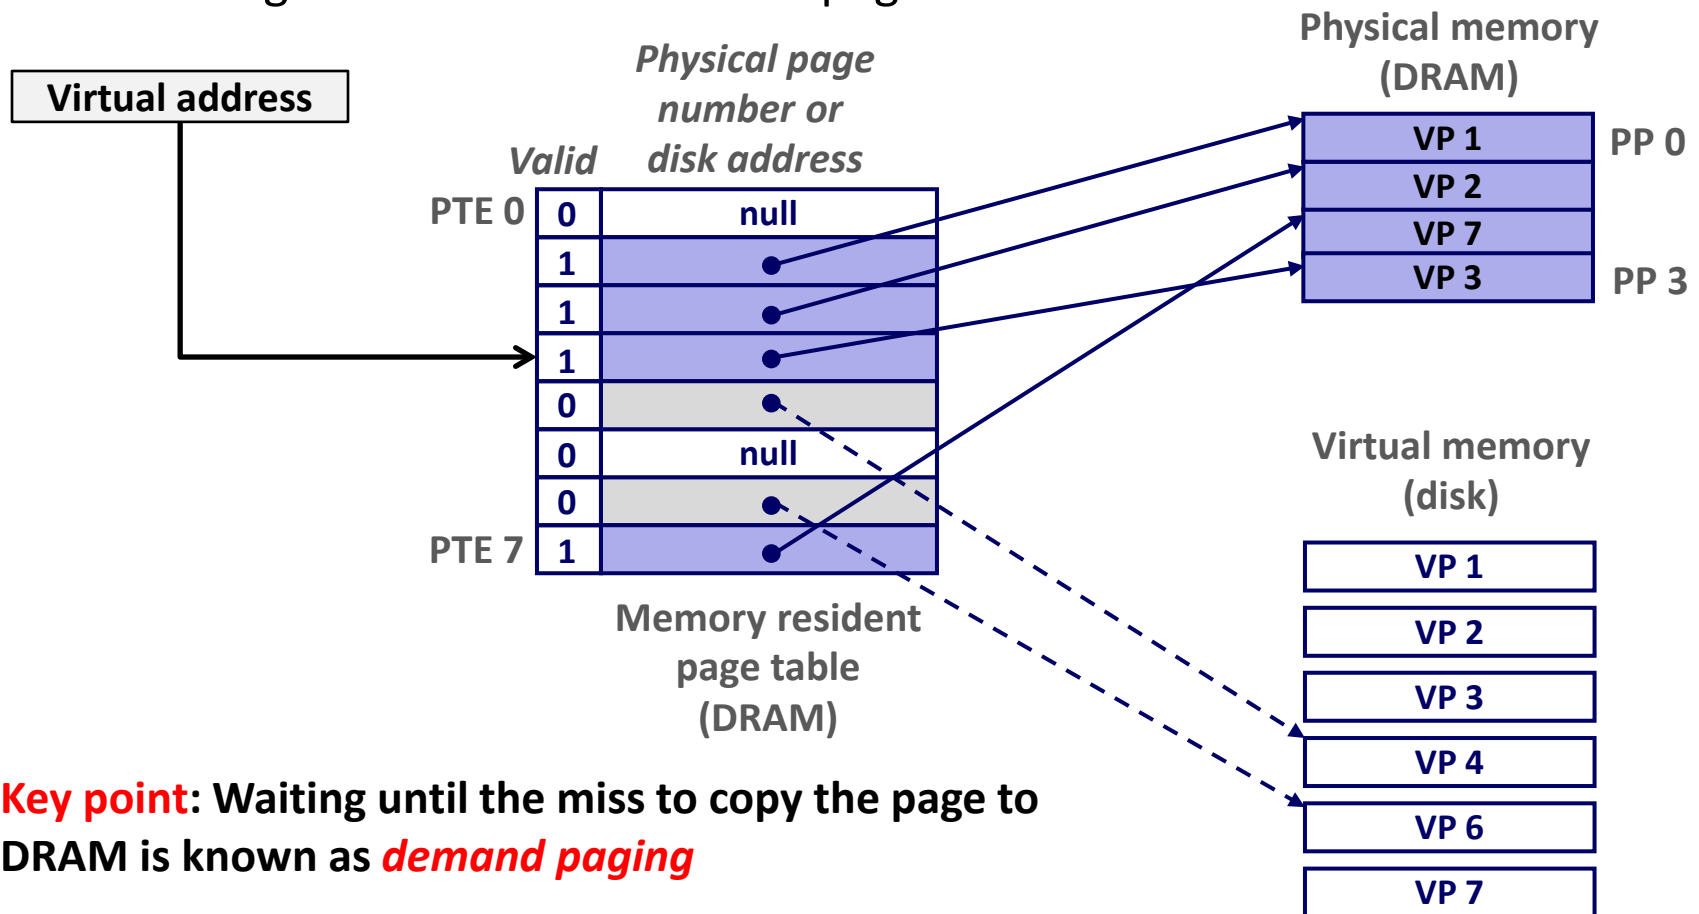 Physical memory
(DRAM)
Virtual address
Physical page
number or
disk address
Valid
PTE 0
0
null
1
1
1
0
0
null
0
PTE 7
1
Memory resident
page table
(DRAM)
VP 1
PP 0
VP 2
VP 7
VP 3
PP 3
Virtual memory
(disk)
VP 1
VP 2
VP 3
VP 4
VP 6
VP 7
Key point: Waiting until the miss to copy the page to
DRAM is known as demand paging